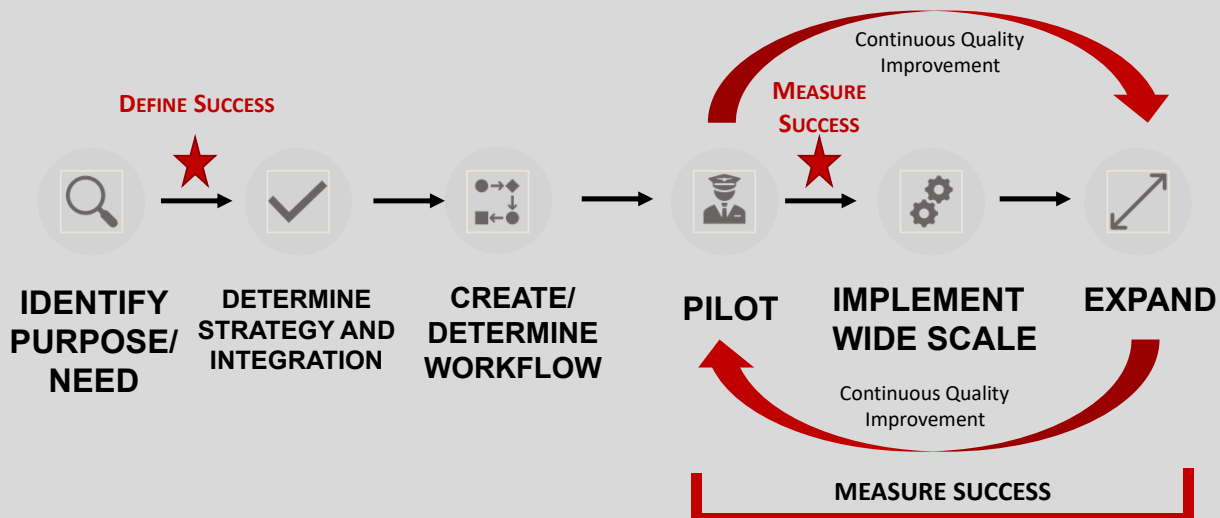 Continuous Quality
Improvement
DEFINE SUCCESS
MEASURE
SUCCESS
IDENTIFY
PURPOSE/
NEED
DETERMINE
STRATEGY AND
INTEGRATION
CREATE/
DETERMINE
WORKFLOW
PILOT
IMPLEMENT
WIDE SCALE
EXPAND
Continuous Quality
Improvement
MEASURE SUCCESS